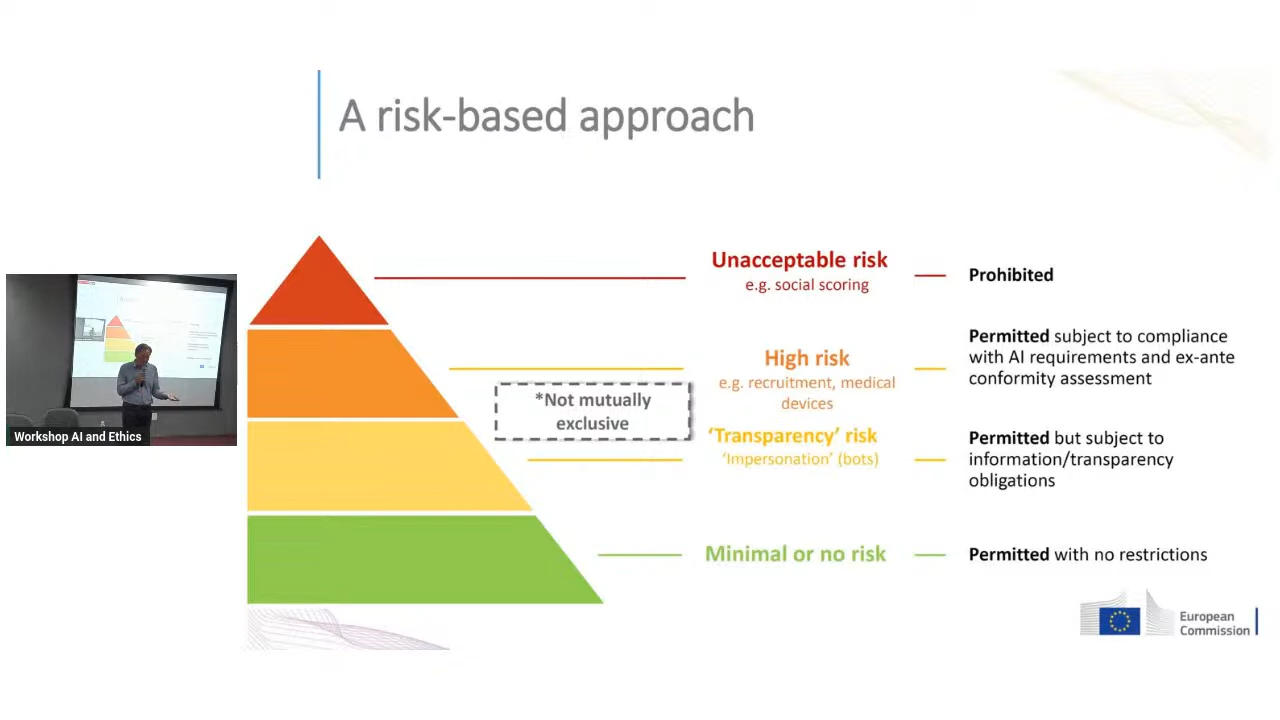 A risk-based approach
Unacceptable risk
e.g. social scoring
Prohibited
High risk
e.g. recruitment, medical
devices
Permitted subject to compliance
with AI requirements and ex-ante
conformity assessment
*Not mutually
exclusive
‘Transparency’ risk
‘Impersonation’ (bots)
Permitted but subject to
information/transparency
obligations
Minimal or no risk
Permitted with no restrictions
Workshop AI and Ethics
European
Commission